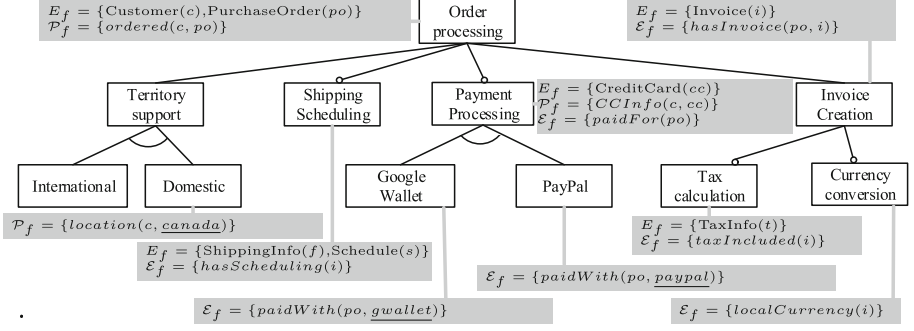 E_f = {Customer(c),PurchaseOrder(po)}
𝒫_f = {ordered(c, po)}
Order
processing
E_f = {Invoice(i)}
ℰ_f = {hasInvoice(po, i)}
Territory
support
Shipping
Scheduling
Payment
Processing
E_f = {CreditCard(cc)}
𝒫_f = {CCInfo(c, cc)}
ℰ_f = {paidFor(po)}
Invoice
Creation
International
Domestic
Google
Wallet
PayPal
Tax
calculation
Currency
conversion
𝒫_f = {location(c, canada)}
E_f = {TaxInfo(t)}
ℰ_f = {taxIncluded(i)}
E_f = {ShippingInfo(f),Schedule(s)}
ℰ_f = {hasScheduling(i)}
ℰ_f = {paidWith(po, paypal)}
ℰ_f = {paidWith(po, gwallet)}
ℰ_f = {localCurrency(i)}
.